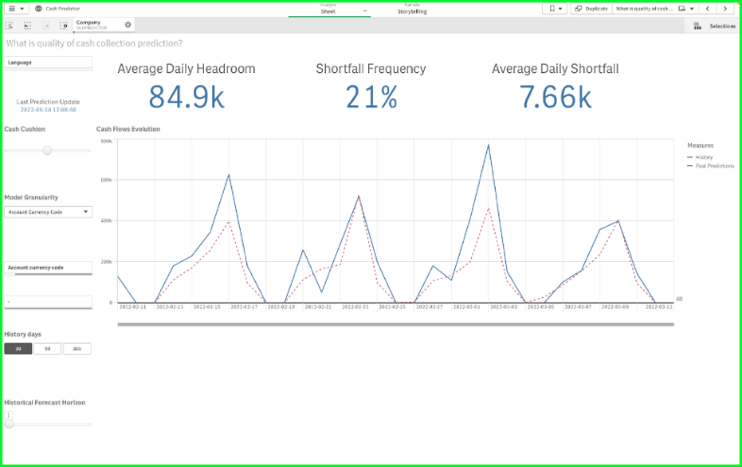 Cash Predictor
Sheet
Storytelling
Duplicate
What is quality of cash ...
Company
Selections
What is quality of cash collection prediction?
Language
Last Prediction Update
Cash Cushion
Model Granularity
Account Currency Code
Account currency code
-
History days
30
90
365
Historical Forecast Horizon
Average Daily Headroom
84.9k
Shortfall Frequency
21%
Average Daily Shortfall
7.66k
Cash Flows Evolution
800k
600k
400k
200k
0
2022-02-11
2022-02-13
2022-02-15
2022-02-17
2022-02-19
2022-02-21
2022-02-23
2022-02-25
2022-02-27
2022-03-01
2022-03-03
2022-03-05
2022-03-07
2022-03-09
2022-03-11
Measures
History
Past Predictions